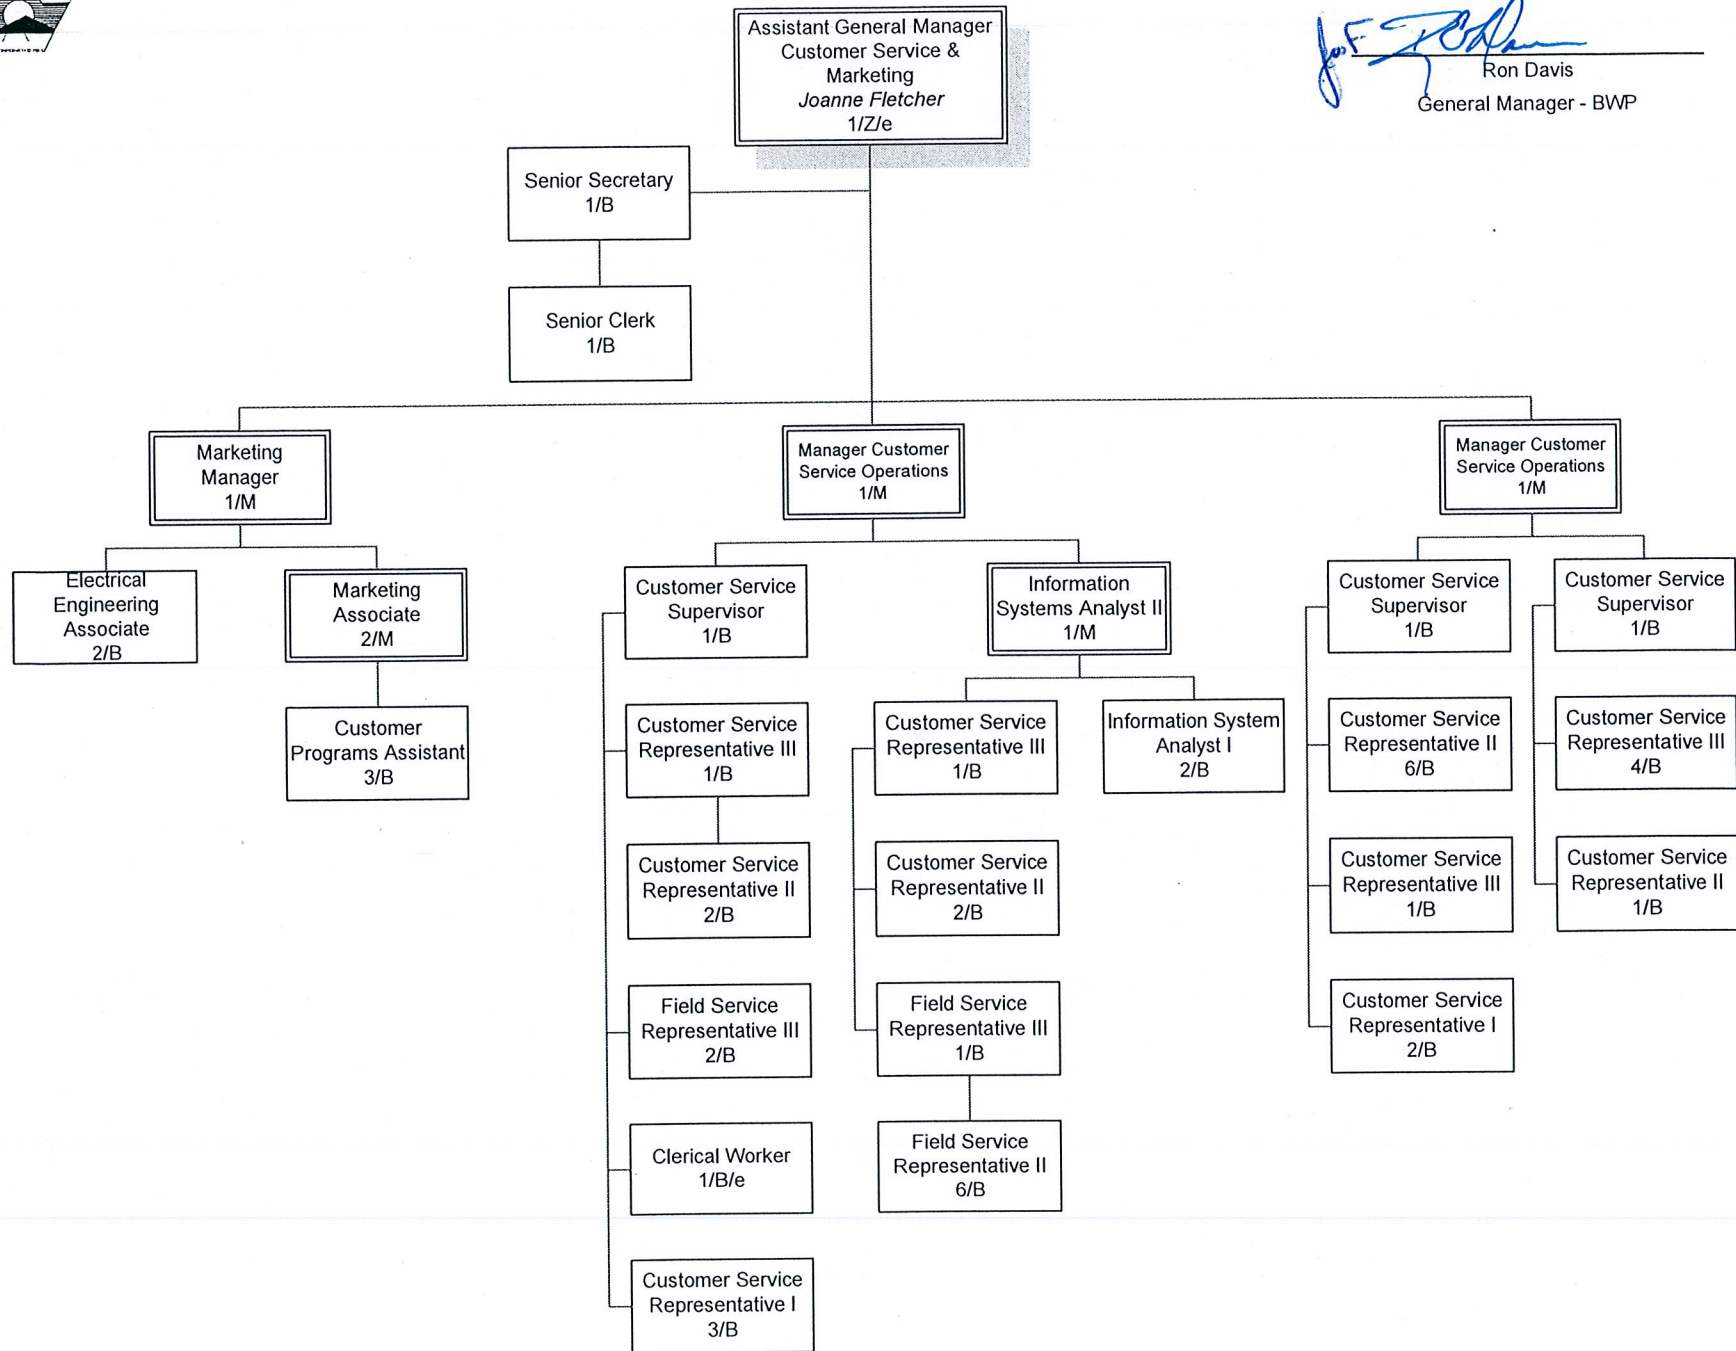 Assistant General Manager
Customer Service &
Marketing
Joanne Fletcher
1/Z/e
Ron Davis
General Manager - BWP
Senior Secretary
1/B
Senior Clerk
1/B
Marketing
Manager
1/M
Manager Customer
Service Operations
1/M
Manager Customer
Service Operations
1/M
Electrical
Engineering
Associate
2/B
Marketing
Associate
2/M
Customer
Programs Assistant
3/B
Customer Service
Supervisor
1/B
Information
Systems Analyst II
1/M
Customer Service
Representative III
1/B
Customer Service
Representative II
2/B
Field Service
Representative III
2/B
Clerical Worker
1/B/e
Customer Service
Representative I
3/B
Customer Service
Representative III
1/B
Information System
Analyst I
2/B
Customer Service
Representative II
2/B
Field Service
Representative III
1/B
Field Service
Representative II
6/B
Customer Service
Supervisor
1/B
Customer Service
Representative II
6/B
Customer Service
Representative III
1/B
Customer Service
Representative I
2/B
Customer Service
Supervisor
1/B
Customer Service
Representative III
4/B
Customer Service
Representative II
1/B